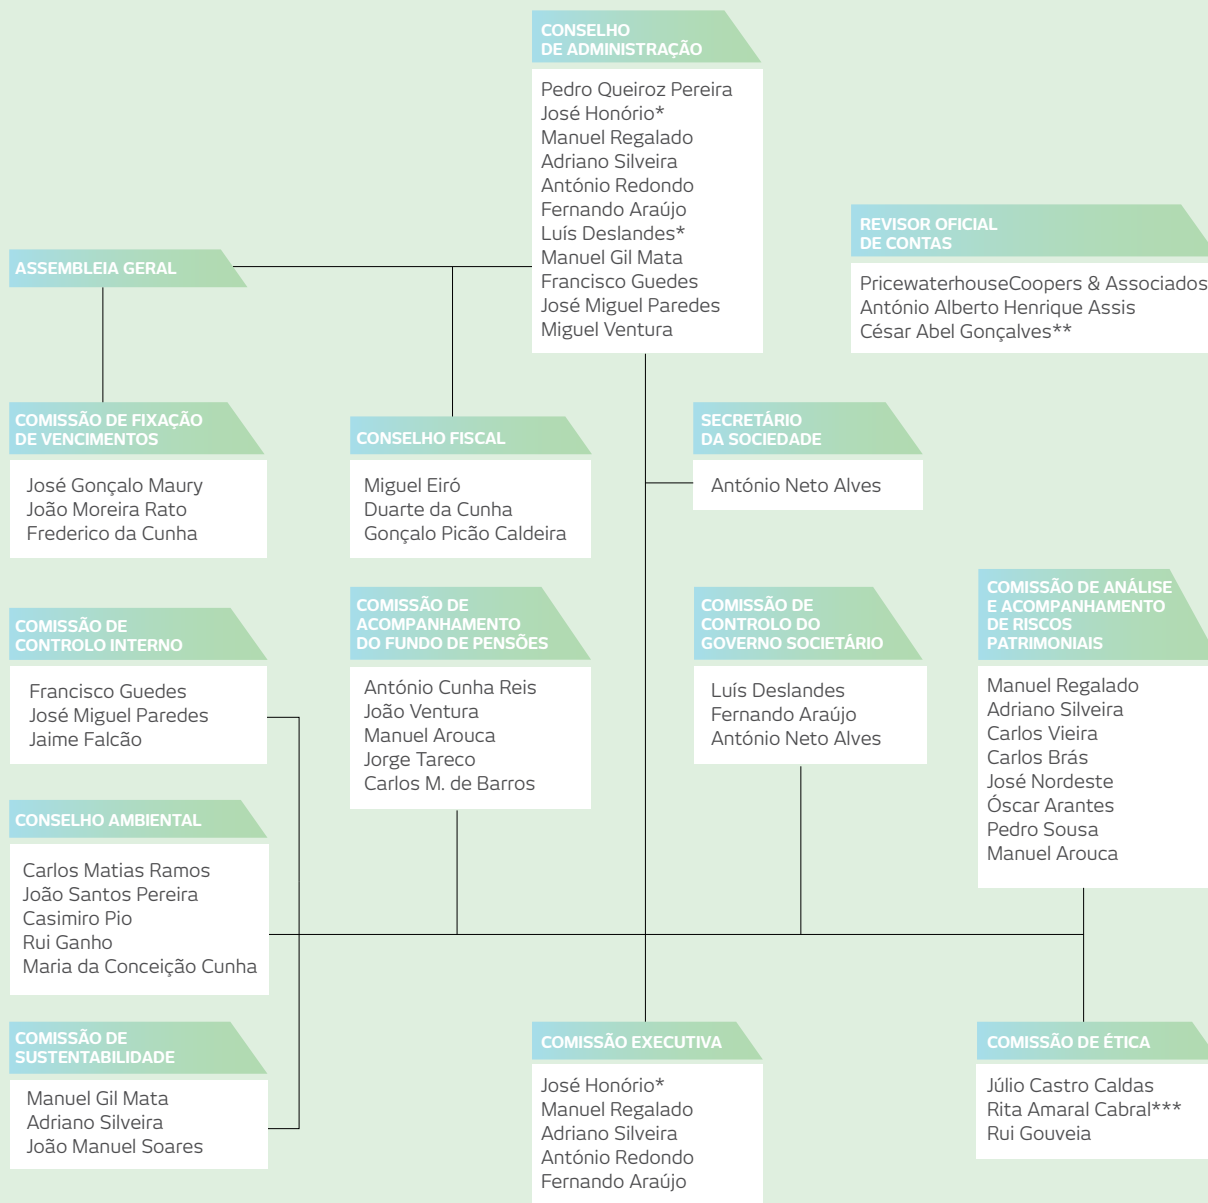 CONSELHO
DE ADMINISTRAÇÃO
Pedro Queiroz Pereira
José Honório*
Manuel Regalado
Adriano Silveira
António Redondo
Fernando Araújo
Luís Deslandes*
Manuel Gil Mata
Francisco Guedes
José Miguel Paredes
Miguel Ventura
REVISOR OFICIAL
DE CONTAS
PricewaterhouseCoopers & Associados
António Alberto Henrique Assis
César Abel Gonçalves**
ASSEMBLEIA GERAL
COMISSÃO DE FIXAÇÃO
DE VENCIMENTOS
José Gonçalo Maury
João Moreira Rato
Frederico da Cunha
CONSELHO FISCAL
Miguel Eiró
Duarte da Cunha
Gonçalo Picão Caldeira
SECRETÁRIO
DA SOCIEDADE
António Neto Alves
COMISSÃO DE
CONTROLO INTERNO
Francisco Guedes
José Miguel Paredes
Jaime Falcão
COMISSÃO DE
ACOMPANHAMENTO
DO FUNDO DE PENSÕES
António Cunha Reis
João Ventura
Manuel Arouca
Jorge Tareco
Carlos M. de Barros
COMISSÃO DE
CONTROLO DO
GOVERNO SOCIETÁRIO
Luís Deslandes
Fernando Araújo
António Neto Alves
COMISSÃO DE ANÁLISE
E ACOMPANHAMENTO
DE RISCOS
PATRIMONIAIS
Manuel Regalado
Adriano Silveira
Carlos Vieira
Carlos Brás
José Nordeste
Óscar Arantes
Pedro Sousa
Manuel Arouca
CONSELHO AMBIENTAL
Carlos Matias Ramos
João Santos Pereira
Casimiro Pio
Rui Ganho
Maria da Conceição Cunha
COMISSÃO DE
SUSTENTABILIDADE
Manuel Gil Mata
Adriano Silveira
João Manuel Soares
COMISSÃO EXECUTIVA
José Honório*
Manuel Regalado
Adriano Silveira
António Redondo
Fernando Araújo
COMISSÃO DE ÉTICA
Júlio Castro Caldas
Rita Amaral Cabral***
Rui Gouveia